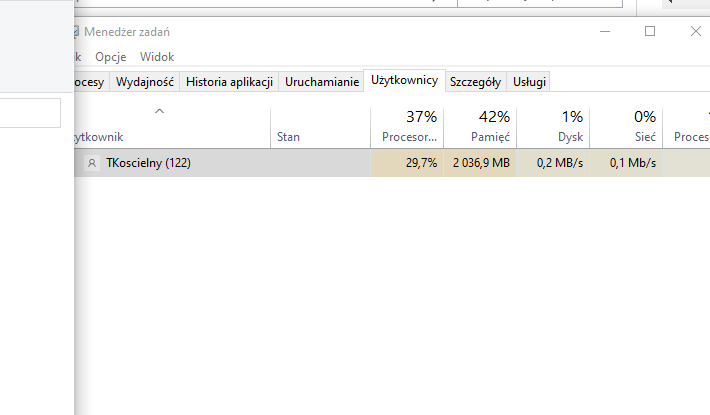 Menedżer zadań
ik Opcje Widok
ocesy Wydajność Historia aplikacji Uruchamianie Użytkownicy Szczegóły Usługi
37% 42% 1% 0%
ytkownik Stan Procesor... Pamięć Dysk Sieć Proces
TKoscielny (122) 29,7% 2 036,9 MB 0,2 MB/s 0,1 Mb/s